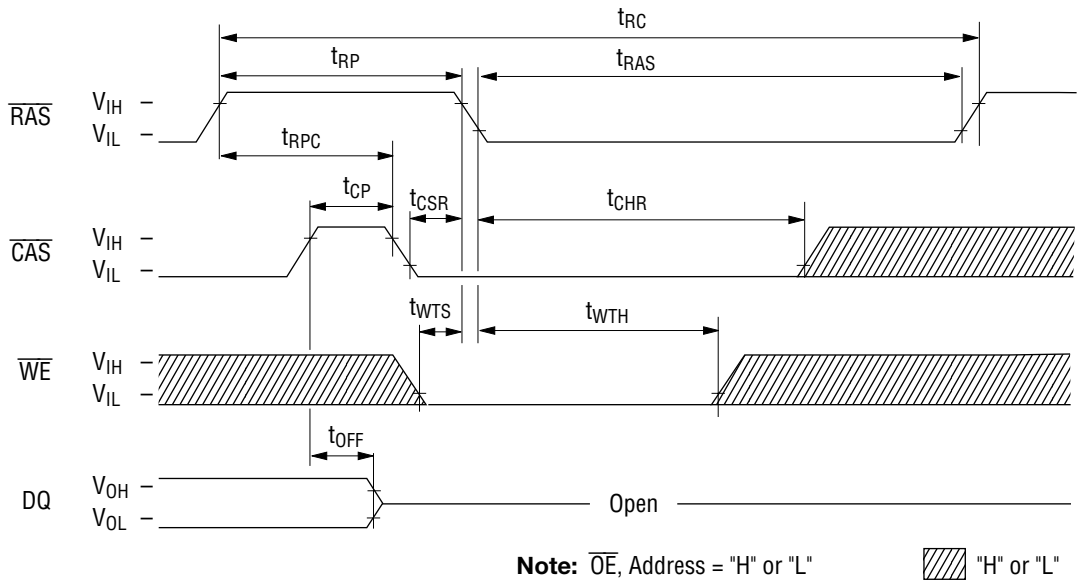 tRC
tRP
tRAS
RAS
VIH
VIL
tRPC
tCP
tCSR
tCHR
CAS
VIH
VIL
tWTS
tWTH
WE
VIH
VIL
tOFF
DQ
VOH
VOL
Open
Note: OE, Address = "H" or "L"
"H" or "L"